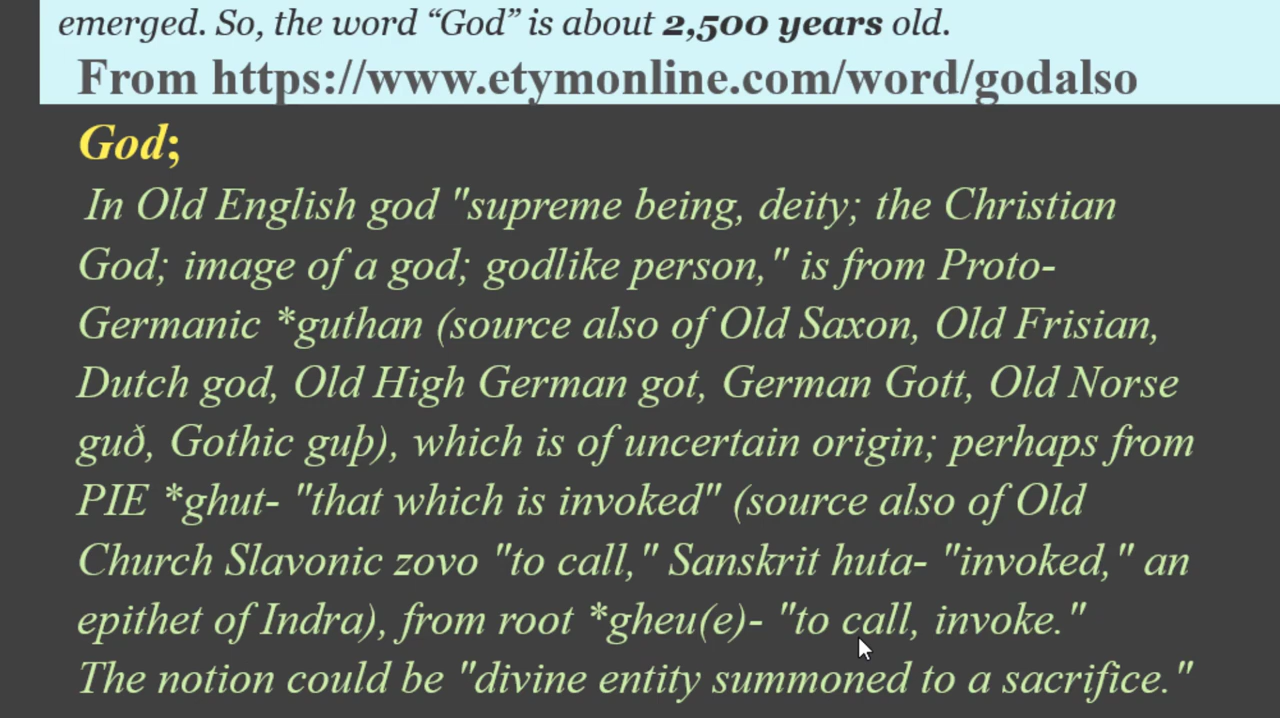 emerged. So, the word “God” is about 2,500 years old.
From https://www.etymonline.com/word/godalso
God;
In Old English god "supreme being, deity; the Christian
God; image of a god; godlike person," is from Proto-
Germanic *guthan (source also of Old Saxon, Old Frisian,
Dutch god, Old High German got, German Gott, Old Norse
guð, Gothic guþ), which is of uncertain origin; perhaps from
PIE *ghut- "that which is invoked" (source also of Old
Church Slavonic zovo "to call," Sanskrit huta- "invoked," an
epithet of Indra), from root *gheu(e)- "to call, invoke."
The notion could be "divine entity summoned to a sacrifice."